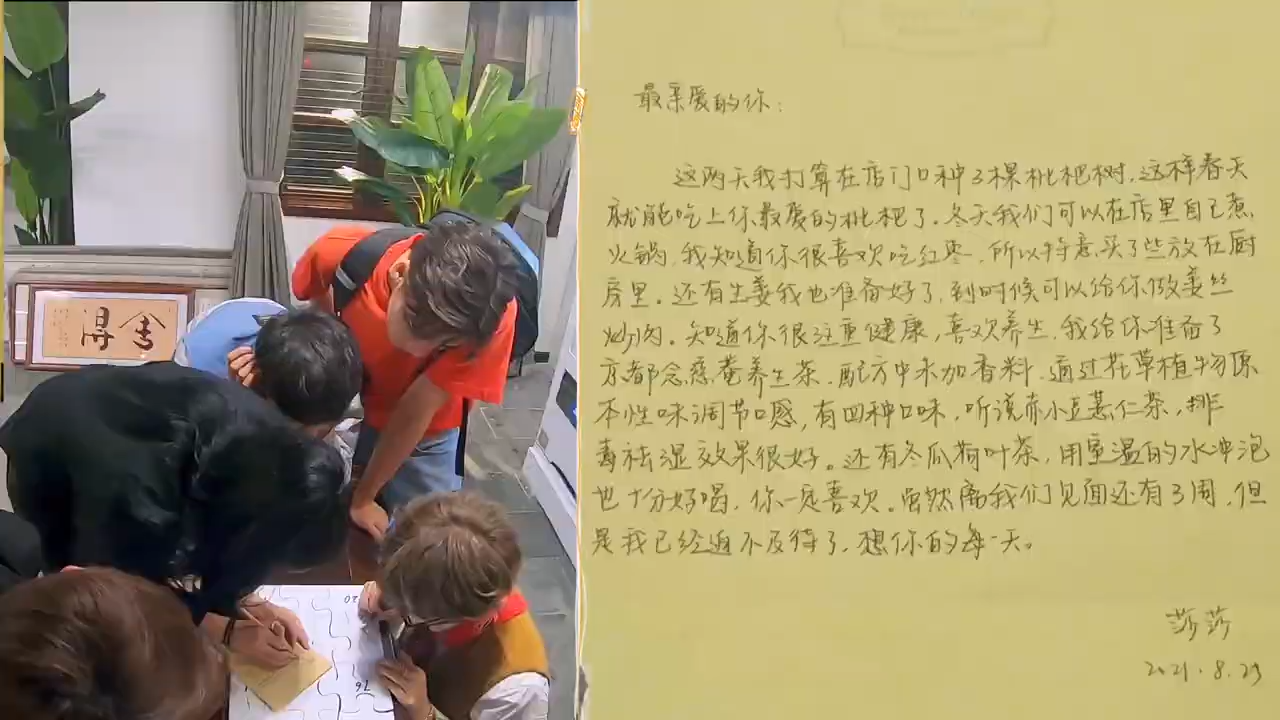 舍得
20
76
最亲爱的你：
这两天我打算在店门口种了棵枇杷树，这样春天
就能吃上你最爱的枇杷了。冬天我们可以在店里自己煮
火锅，我知道你很喜欢吃红枣，所以特意买了些放在厨
房里。还有生姜我也准备好了，到时候可以给你做姜丝
炒肉。知道你很注重健康，喜欢养生，我给你准备了
京都念慈菴养生茶，配方中未加香料，通过花草植物原
本性味调节口感，有四种口味，听说赤小豆薏仁茶，排
毒祛湿效果很好。还有冬瓜荷叶茶，用室温的水冲泡
也十分好喝，你一定喜欢。虽然离我们见面还有3周，但
是我已经迫不及待了，想你的每一天。
莎莎
2021.8.29